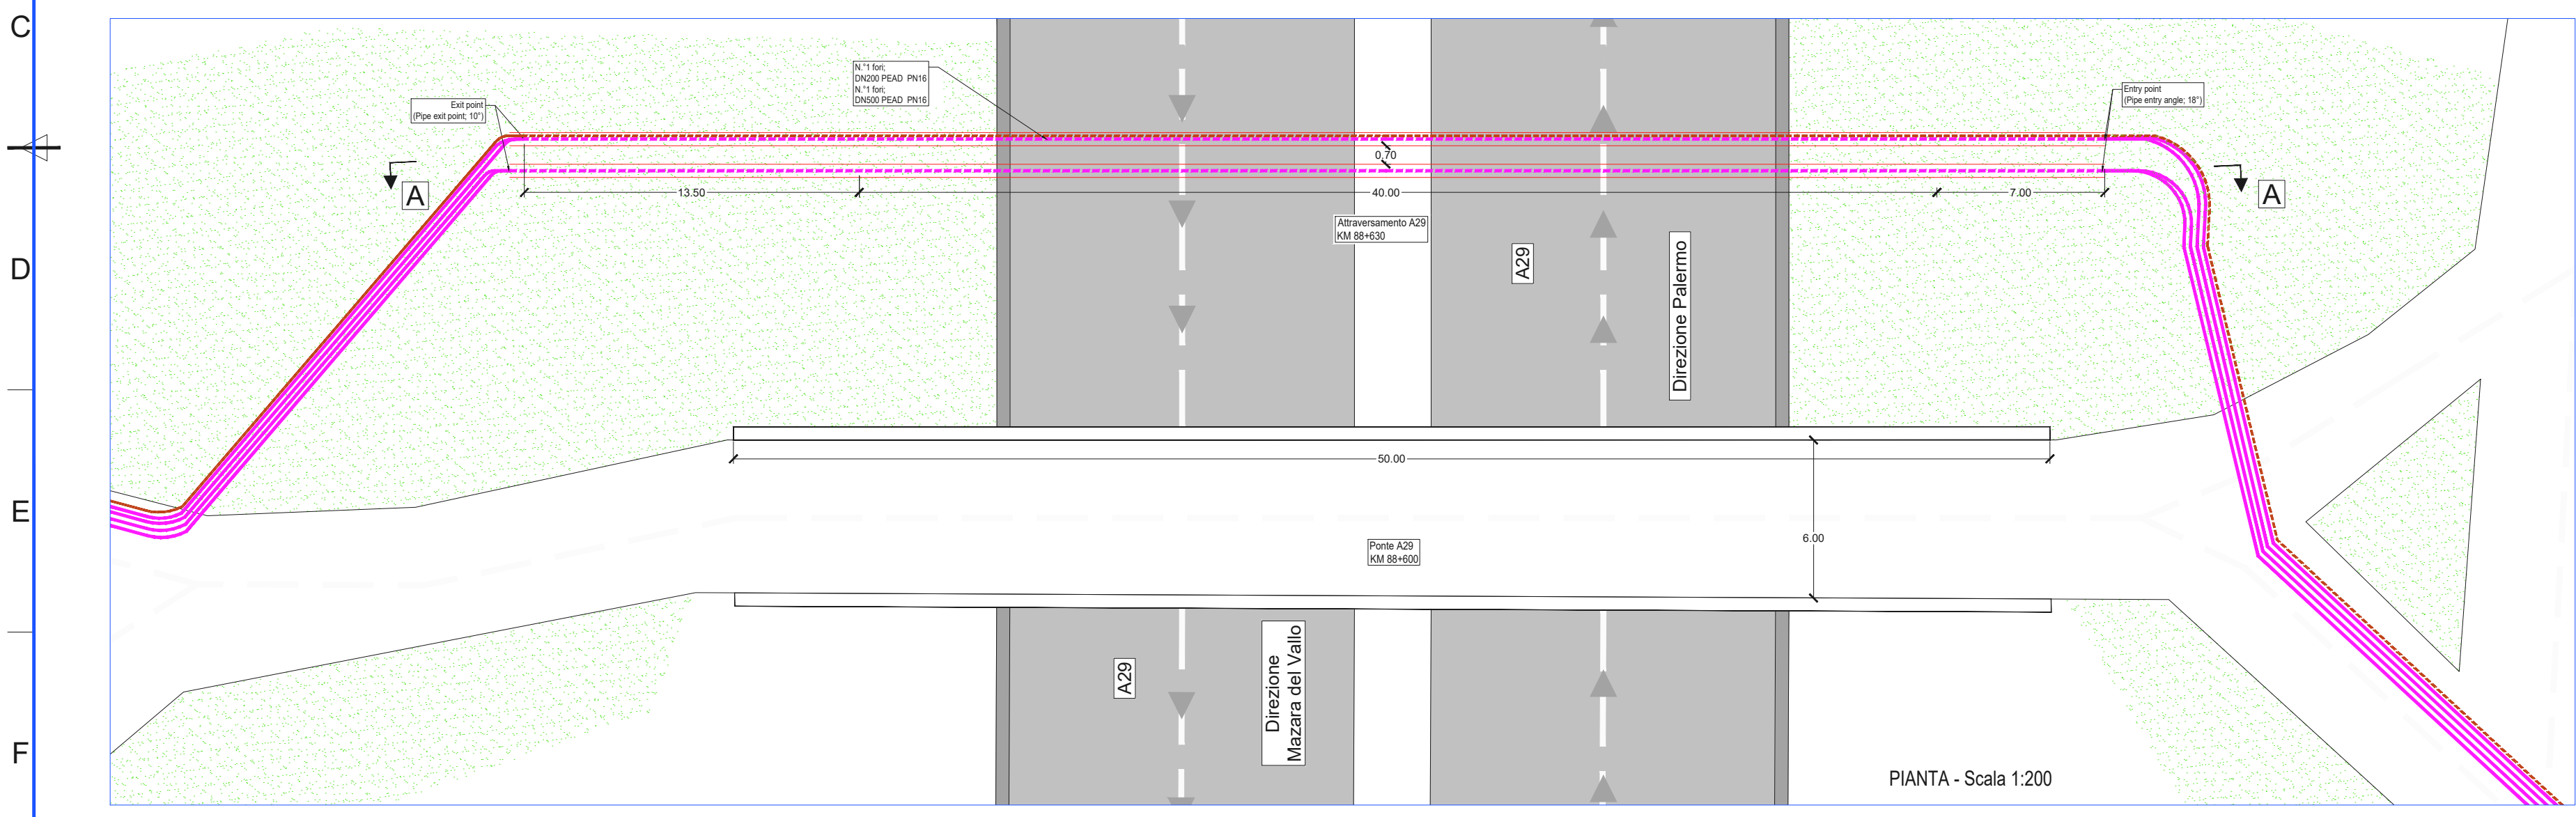 C
N.°1 fori;
DN200 PEAD PN16
N.°1 fori;
DN500 PEAD PN16
Exit point
(Pipe exit point; 10°)
Entry point
(Pipe entry angle; 18°)
0.70
A
13.50
40.00
7.00
A
Attraversamento A29
KM 88+630
A29
Direzione Palermo
D
50.00
E
6.00
Ponte A29
KM 88+600
A29
Direzione
Mazzara del Vallo
F
PIANTA - Scala 1:200